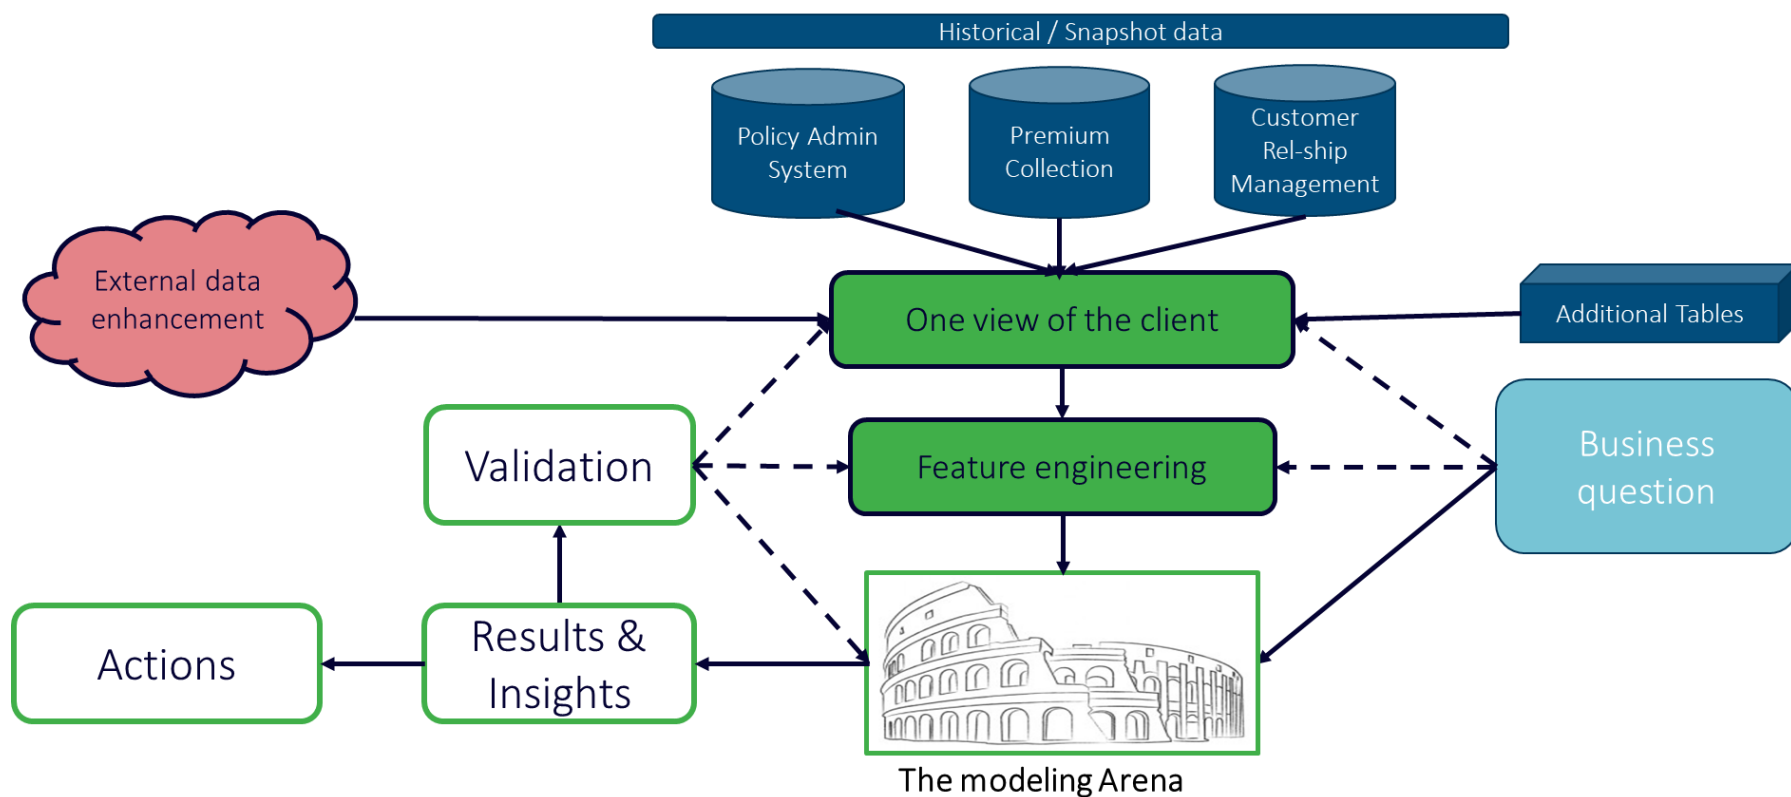 Historical / Snapshot data
Policy Admin
System
Premium
Collection
Customer
Rel-ship
Management
External data
enhancement
One view of the client
Additional Tables
Validation
Feature engineering
Business
question
Actions
Results &
Insights
The modeling Arena